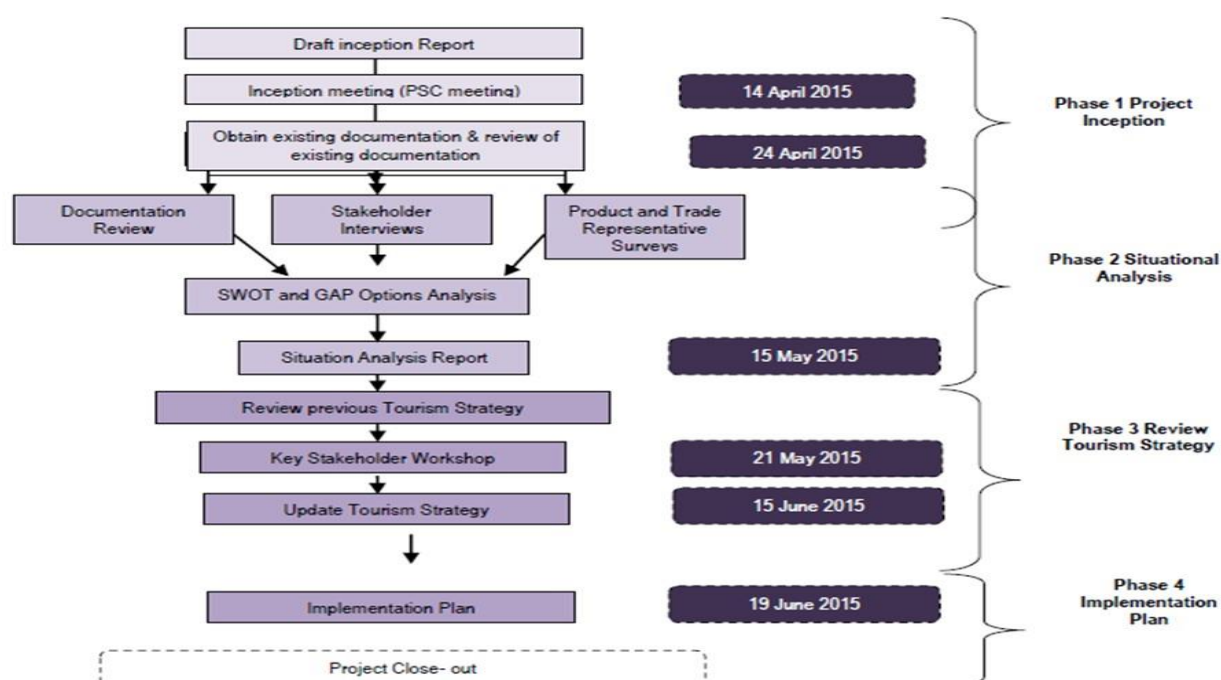 Draft inception Report
Inception meeting (PSC meeting)
14 April 2015
Phase 1 Project
Inception
Obtain existing documentation & review of
existing documentation
24 April 2015
Documentation
Review
Stakeholder
Interviews
Product and Trade
Representative
Surveys
Phase 2 Situational
Analysis
SWOT and GAP Options Analysis
Situation Analysis Report
15 May 2015
Review previous Tourism Strategy
Phase 3 Review
Tourism Strategy
Key Stakeholder Workshop
21 May 2015
Update Tourism Strategy
15 June 2015
Phase 4
Implementation
Plan
Implementation Plan
19 June 2015
Project Close- out